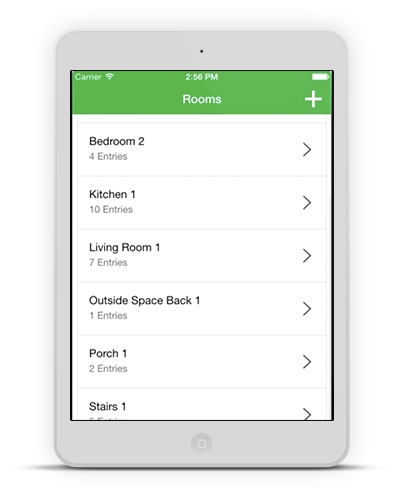 Carrier 2:56 PM
Rooms
Bedroom 2
4 Entries
Kitchen 1
10 Entries
Living Room 1
7 Entries
Outside Space Back 1
1 Entries
Porch 1
2 Entries
Stairs 1
Entries